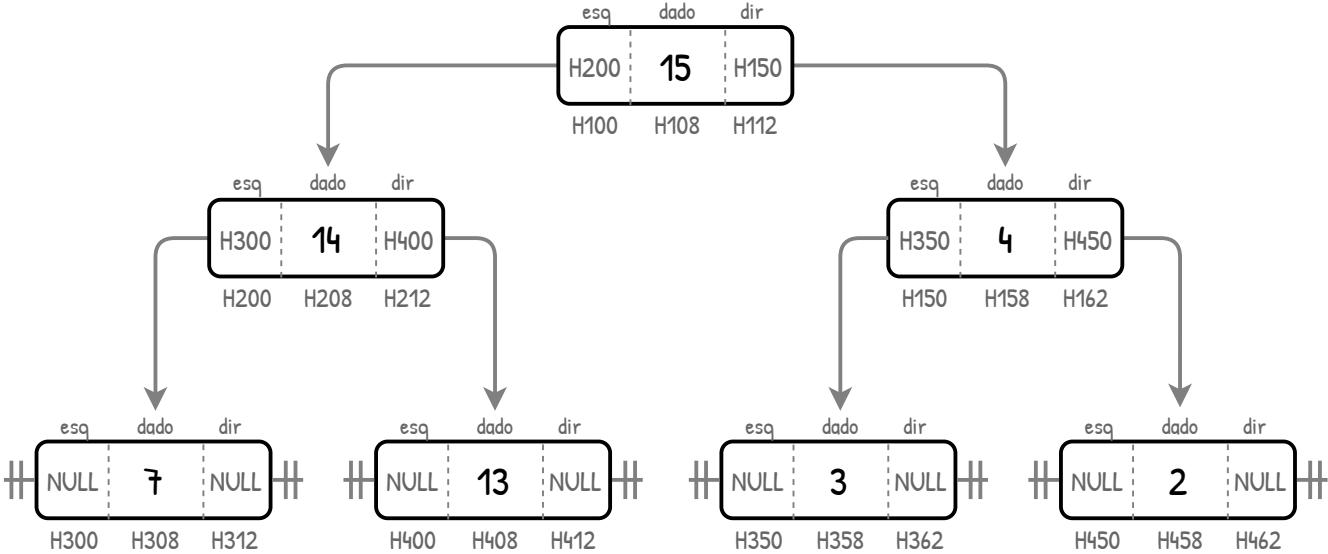 esq dado dir
H200 15 H150
H100 H108 H112
esq dado dir esq dado dir
H300 14 H400 H350 4 H450
H200 H208 H212 H150 H158 H162
esq dado dir esq dado dir esq dado dir esq dado dir
NULL 7 NULL NULL 13 NULL NULL 3 NULL NULL 2 NULL
H300 H308 H312 H400 H408 H412 H350 H358 H362 H450 H458 H462